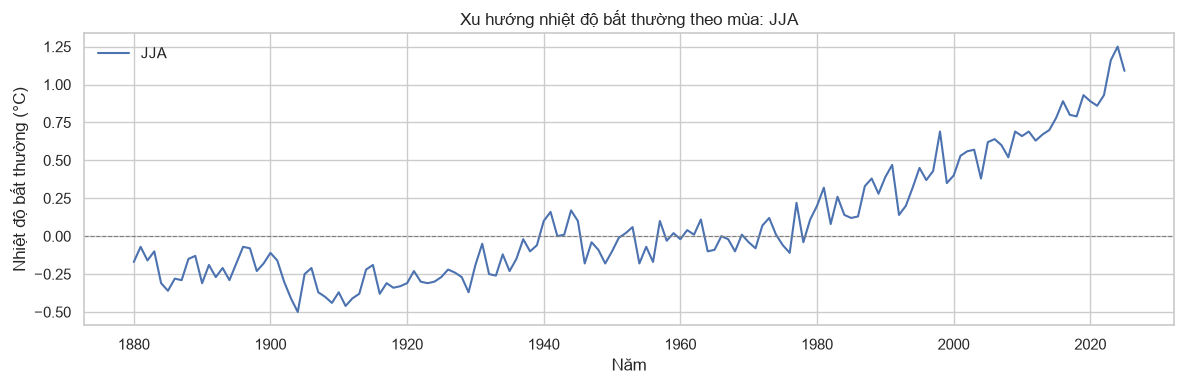 Xu hướng nhiệt độ bất thường theo mùa: JJA
JJA
Nhiệt độ bất thường (°C)
1.25
1.00
0.75
0.50
0.25
0.00
−0.25
−0.50
1880 1900 1920 1940 1960 1980 2000 2020
Năm